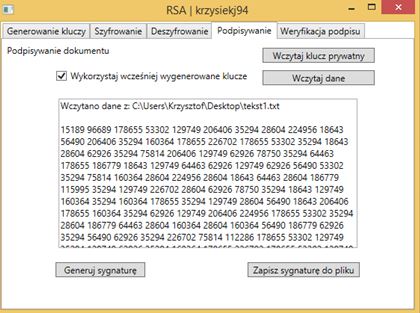 RSA | krzysiekj94
Generowanie kluczy Szyfrowanie Deszyfrowanie Podpisywanie Weryfikacja podpisu
Podpisywanie dokumentu
Wczytaj klucz prywatny
Wykorzystaj wcześniej wygenerowane klucze
Wczytaj dane
Wczytano dane z: C:\Users\Krzysztof\Desktop\tekst1.txt
15189 96689 178655 53302 129749 206406 35294 28604 224956 18643
56490 206406 35294 160364 178655 226702 178655 53302 35294 18643
28604 62926 35294 75814 206406 129749 62926 78750 35294 64463
178655 186779 18643 129749 64463 129749 62926 129749 62926 56490 53302
35294 75814 160364 35294 224956 28604 18643 64463 28604 186779
115995 35294 129749 226702 28604 62926 78750 35294 18643 129749
160364 35294 160364 178655 35294 129749 28604 56490 18643 206406
178655 160364 35294 62926 129749 206406 224956 178655 53302 35294
28604 186779 64463 28604 160364 28604 160364 56490 186779 62926
35294 56490 62926 35294 226702 75814 112286 178655 53302 129749
Generuj sygnaturę
Zapisz sygnaturę do pliku